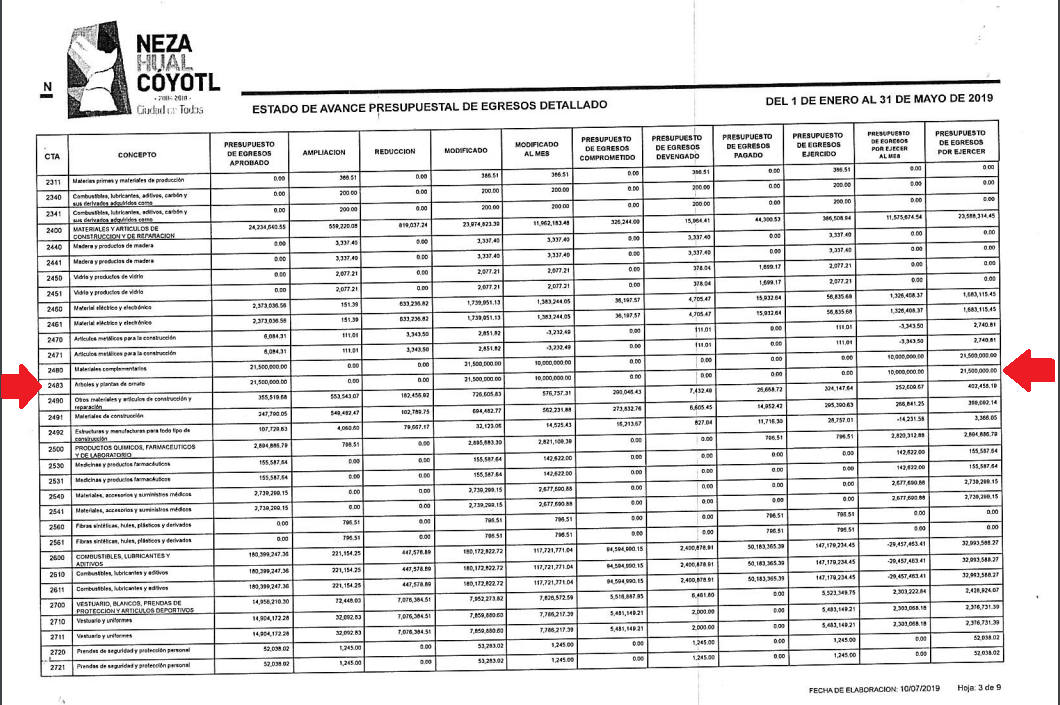 NEZA
HUAL
CÓYOTL
- 2019-
Ciudad de Todas
N
ESTADO DE AVANCE PRESUPUESTAL DE EGRESOS DETALLADO
DEL 1 DE ENERO AL 31 DE MAYO DE 2019
CTA CONCEPTO PRESUPUESTO DE EGRESOS APROBADO AMPLIACION REDUCCION MODIFICADO MODIFICADO AL MES PRESUPUESTO DE EGRESOS COMPROMETIDO PRESUPUESTO DE EGRESOS DEVENGADO PRESUPUESTO DE EGRESOS PAGADO PRESUPUESTO DE EGRESOS EJERCIDO PRESUPUESTO DE EGRESOS POR EJECER AL MES PRESUPUESTO DE EGRESOS POR EJERCER
2311 Materias primes y materiales de producción 0.00 366.51 0.00 366.51 366.51 0.00 366.51 0.00 366.51 0.00 0.00
2340 Combustibles, lubricantes, aditivos, carbón y sus derivados adquiridos como 0.00 200.00 0.00 200.00 200.00 0.00 200.00 0.00 200.00 0.00 0.00
2341 Combustibles, lubricantes, aditivos, carbón y sus derivados adquiridos como 0.00 200.00 0.00 200.00 200.00 0.00 200.00 0.00 200.00 0.00 0.00
2400 MATERIALES Y ARTICULOS DE CONSTRUCCION Y DE REPARACION 24,234,640.55 559,220.08 819,037.24 23,974,823.39 11,962,183.48 326,244.00 15,964.41 44,300.53 386,508.94 11,575,674.54 23,588,314.45
2440 Madera y productos de madera 0.00 3,337.40 0.00 3,337.40 3,337.40 0.00 3,337.40 0.00 3,337.40 0.00 0.00
2441 Madera y productos de madera 0.00 3,337.40 0.00 3,337.40 3,337.40 0.00 3,337.40 0.00 3,337.40 0.00 0.00
2450 Vidrio y productos de vidrio 0.00 2,077.21 0.00 2,077.21 2,077.21 0.00 378.04 1,699.17 2,077.21 0.00 0.00
2451 Vidrio y productos de vidrio 0.00 2,077.21 0.00 2,077.21 2,077.21 0.00 378.04 1,699.17 2,077.21 0.00 0.00
2460 Material eléctrico y electrónico 2,373,036.56 151.39 633,236.82 1,739,951.13 1,383,244.05 36,197.57 4,705.47 15,932.64 56,835.68 1,326,408.37 1,683,115.45
2461 Material eléctrico y electrónico 2,373,036.56 151.39 633,236.82 1,739,951.13 1,383,244.05 36,197.57 4,705.47 15,932.64 56,835.68 1,326,408.37 1,683,115.45
2470 Artículos metálicos para la construcción 6,084.31 111.01 3,343.50 2,851.82 -3,232.49 0.00 111.01 0.00 111.01 -3,343.50 2,740.81
2471 Artículos metálicos para la construcción 6,084.31 111.01 3,343.50 2,851.82 -3,232.49 0.00 111.01 0.00 111.01 -3,343.50 2,740.81
2480 Materiales complementarios 21,500,000.00 0.00 0.00 21,500,000.00 10,000,000.00 0.00 0.00 0.00 0.00 10,000,000.00 21,500,000.00
2483 Arboles y plantas de ornato 21,500,000.00 0.00 0.00 21,500,000.00 10,000,000.00 0.00 0.00 0.00 0.00 10,000,000.00 21,500,000.00
2490 Otros materiales y artículos de construcción y reparación 355,519.68 553,543.07 182,456.92 726,605.83 576,757.31 290,046.43 7,432.49 26,668.72 324,147.64 252,609.67 402,458.19
2491 Materiales de construcción 247,790.05 549,482.47 102,789.75 694,482.77 562,231.88 273,832.76 6,605.45 14,952.42 295,390.63 266,841.25 399,092.14
2492 Estructuras y manufacturas para todo tipo de construcción 107,729.63 4,060.60 79,667.17 32,123.06 14,525.43 16,213.67 827.04 11,716.30 28,757.01 -14,231.58 3,366.05
2500 PRODUCTOS QUIMICOS, FARMACEUTICOS Y DE LABORATORIO 2,894,886.79 796.51 0.00 2,895,683.30 2,821,109.39 0.00 0.00 796.51 796.51 2,820,312.88 2,894,886.79
2530 Medicinas y productos farmacéuticos 155,587.64 0.00 0.00 155,587.64 142,622.00 0.00 0.00 0.00 0.00 142,622.00 155,587.64
2531 Medicinas y productos farmacéuticos 155,587.64 0.00 0.00 155,587.64 142,622.00 0.00 0.00 0.00 0.00 142,622.00 155,587.64
2540 Materiales, accesorios y suministros médicos 2,739,299.15 0.00 0.00 2,739,299.15 2,677,690.88 0.00 0.00 0.00 0.00 2,677,690.88 2,739,299.15
2541 Materiales, accesorios y suministros médicos 2,739,299.15 0.00 0.00 2,739,299.15 2,677,690.88 0.00 0.00 0.00 0.00 2,677,690.88 2,739,299.15
2560 Fibras sintéticas, hules, plásticos y derivados 0.00 796.51 0.00 796.51 796.51 0.00 0.00 796.51 796.51 0.00 0.00
2561 Fibras sintéticas, hules, plásticos y derivados 0.00 796.51 0.00 796.51 796.51 0.00 0.00 796.51 796.51 0.00 0.00
2600 COMBUSTIBLES, LUBRICANTES Y ADITIVOS 180,399,247.36 221,154.25 447,578.89 180,172,822.72 117,721,771.04 94,594,990.15 2,400,878.91 50,183,365.39 147,179,234.45 -29,457,463.41 32,993,588.27
2610 Combustibles, lubricantes y aditivos 180,399,247.36 221,154.25 447,578.89 180,172,822.72 117,721,771.04 94,594,990.15 2,400,878.91 50,183,365.39 147,179,234.45 -29,457,463.41 32,993,588.27
2611 Combustibles, lubricantes y aditivos 180,399,247.36 221,154.25 447,578.89 180,172,822.72 117,721,771.04 94,594,990.15 2,400,878.91 50,183,365.39 147,179,234.45 -29,457,463.41 32,993,588.27
2700 VESTUARIO, BLANCOS, PRENDAS DE PROTECCION Y ARTICULOS DEPORTIVOS 14,956,210.30 72,448.03 7,076,384.51 7,952,273.82 7,826,572.59 5,516,887.95 6,461.80 0.00 5,523,349.75 2,303,222.84 2,428,924.07
2710 Vestuario y uniformes 14,904,172.28 32,092.83 7,076,384.51 7,859,880.60 7,786,217.39 5,481,149.21 2,000.00 0.00 5,483,149.21 2,303,068.18 2,376,731.39
2711 Vestuario y uniformes 14,904,172.28 32,092.83 7,076,384.51 7,859,880.60 7,786,217.39 5,481,149.21 2,000.00 0.00 5,483,149.21 2,303,068.18 2,376,731.39
2720 Prendas de seguridad y protección personal 52,038.02 1,245.00 0.00 53,283.02 1,245.00 0.00 1,245.00 0.00 1,245.00 0.00 52,038.02
2721 Prendas de seguridad y protección personal 52,038.02 1,245.00 0.00 53,283.02 1,245.00 0.00 1,245.00 0.00 1,245.00 0.00 52,038.02
FECHA DE ELABORACION: 10/07/2019 Hoja: 3 de 9